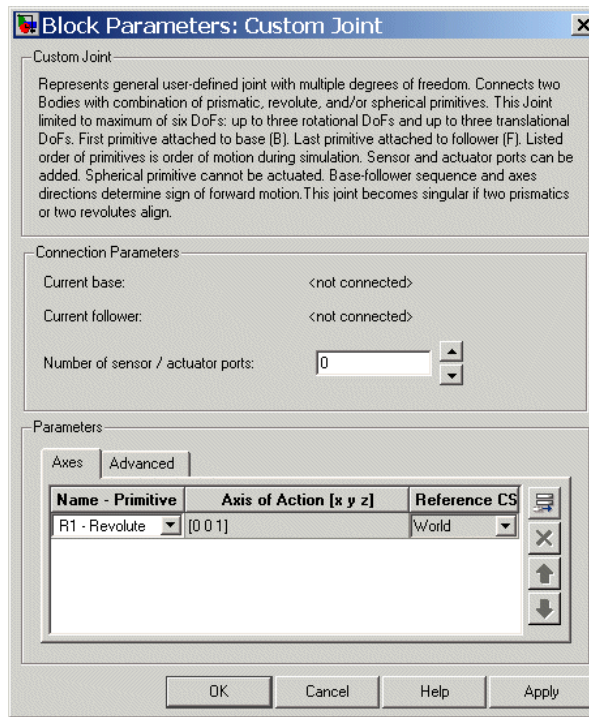 Block Parameters: Custom Joint
Custom Joint
Represents general user-defined joint with multiple degrees of freedom. Connects two
Bodies with combination of prismatic, revolute, and/or spherical primitives. This Joint
limited to maximum of six DoFs: up to three rotational DoFs and up to three translational
DoFs. First primitive attached to base (B). Last primitive attached to follower (F). Listed
order of primitives is order of motion during simulation. Sensor and actuator ports can be
added. Spherical primitive cannot be actuated. Base-follower sequence and axes
directions determine sign of forward motion.This joint becomes singular if two prismatics
or two revolutes align.
Connection Parameters
Current base: <not connected>
Current follower: <not connected>
Number of sensor / actuator ports: 0
Parameters
Axes Advanced
Name - Primitive Axis of Action [x y z] Reference CS
R1 - Revolute [0 0 1] World
OK Cancel Help Apply